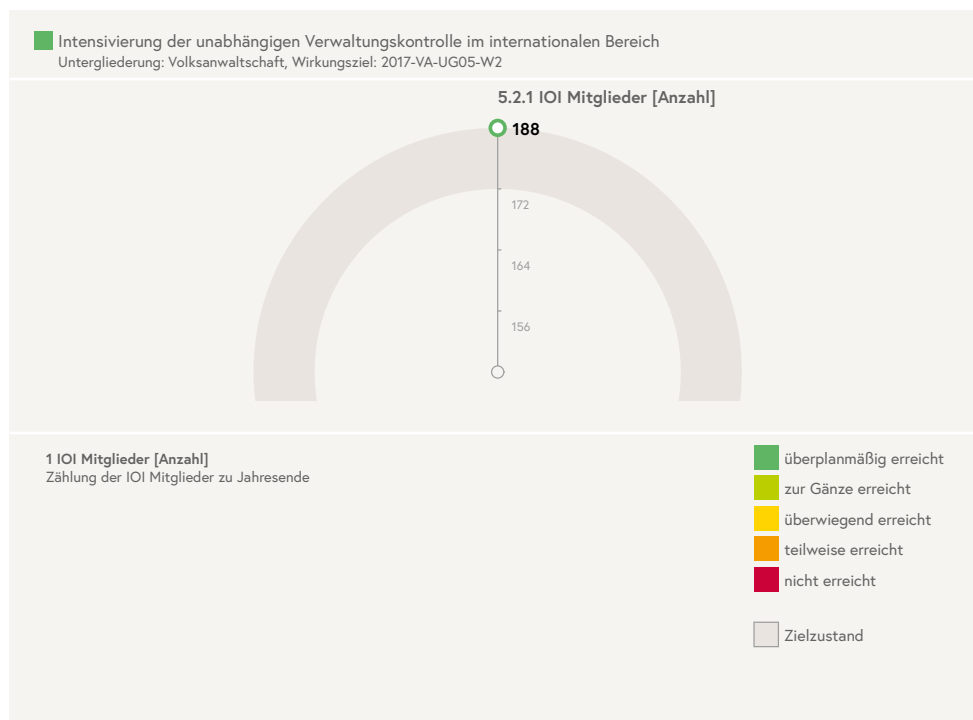 Intensivierung der unabhängigen Verwaltungskontrolle im internationalen Bereich
Untergliederung: Volksanwaltschaft, Wirkungsziel: 2017-VA-UG05-W2
5.2.1 IOI Mitglieder [Anzahl]
188
172
164
156
1 IOI Mitglieder [Anzahl]
Zählung der IOI Mitglieder zu Jahresende
überplanmäßig erreicht
zur Gänze erreicht
überwiegend erreicht
teilweise erreicht
nicht erreicht
Zielzustand